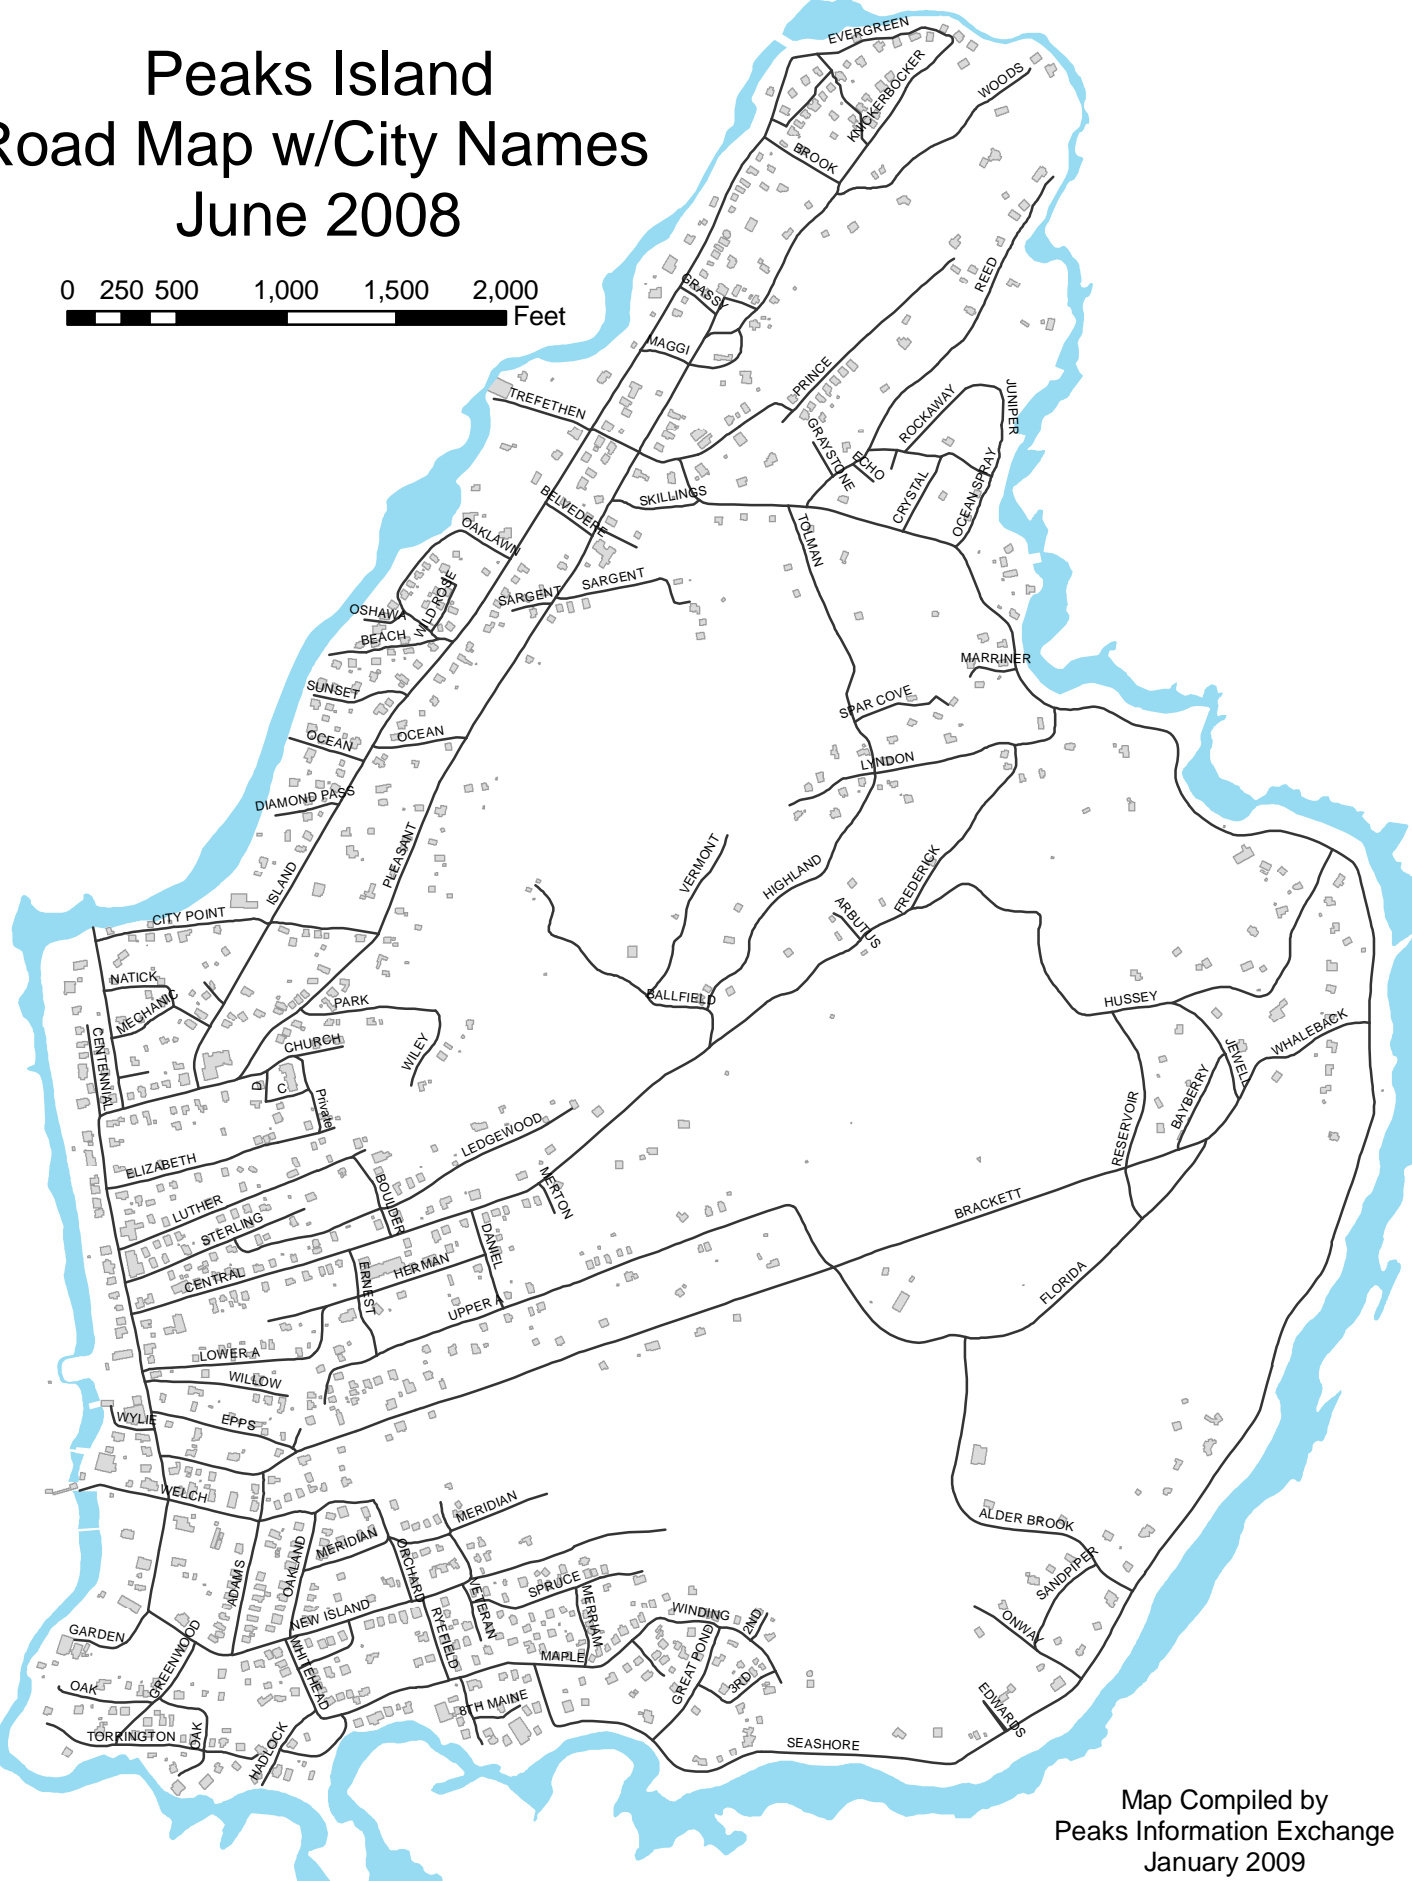 Peaks Island
Road Map w/City Names
June 2008
0 250 500 1,000 1,500 2,000
Feet
EVERGREEN
KNICKERBOCKER
WOODS
BROOK
REED
GRASSY
MAGGI
PRINCE
TREFETHEN
ROCKAWAY
JUNIPER
GRAYSTONE
ECHO
CRYSTAL
OCEAN SPRAY
SKILLINGS
BELVEDERE
TOLMAN
OAKLAWN
SARGENT
SARGENT
WILD ROSE
OSHAWA
BEACH
MARRINER
SUNSET
SPAR COVE
OCEAN
OCEAN
LYNDON
DIAMOND PASS
PLEASANT
ISLAND
VERMONT
HIGHLAND
FREDERICK
ARBUTUS
CITY POINT
NATICK
MECHANIC
PARK
BALLFIELD
HUSSEY
CENTENNIAL
CHURCH
WILEY
WHALEBACK
JEWELL
D
C
Private
BAYBERRY
RESERVOIR
LEDGEWOOD
ELIZABETH
MERTON
BOULDER
LUTHER
STERLING
BRACKETT
DANIEL
CENTRAL
HERMAN
ERNEST
FLORIDA
UPPER A
LOWER A
WILLOW
WYLIE
EPPS
WELCH
MERIDIAN
MERIDIAN
ALDER BROOK
ORCHARD
OAKLAND
ADAMS
SANDPIPER
SPRUCE
VETERAN
MERRIAM
NEW ISLAND
WINDING
2ND
ONWAY
RYEFIELD
GARDEN
GREENWOOD
WHITEHEAD
MAPLE
GREAT POND
3RD
OAK
8TH MAINE
EDWARDS
TORRINGTON
OAK
HADLOCK
SEASHORE
Map Compiled by
Peaks Information Exchange
January 2009